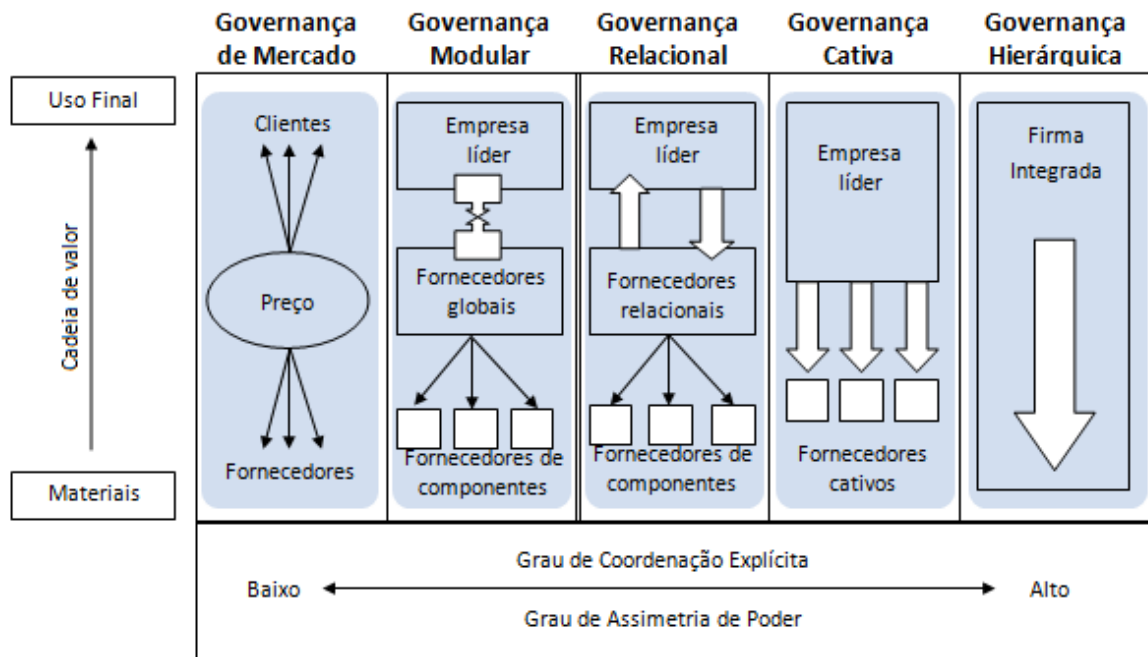 Governança
de Mercado
Governança
Modular
Governança
Relacional
Governança
Cativa
Governança
Hierárquica
Uso Final
Cadeia de valor
Materiais
Clientes
Preço
Fornecedores
Empresa
líder
Fornecedores
globais
Fornecedores de
componentes
Empresa
líder
Fornecedores
relacionais
Fornecedores de
componentes
Empresa
líder
Fornecedores
cativos
Firma
Integrada
Grau de Coordenação Explícita
Baixo
Alto
Grau de Assimetria de Poder